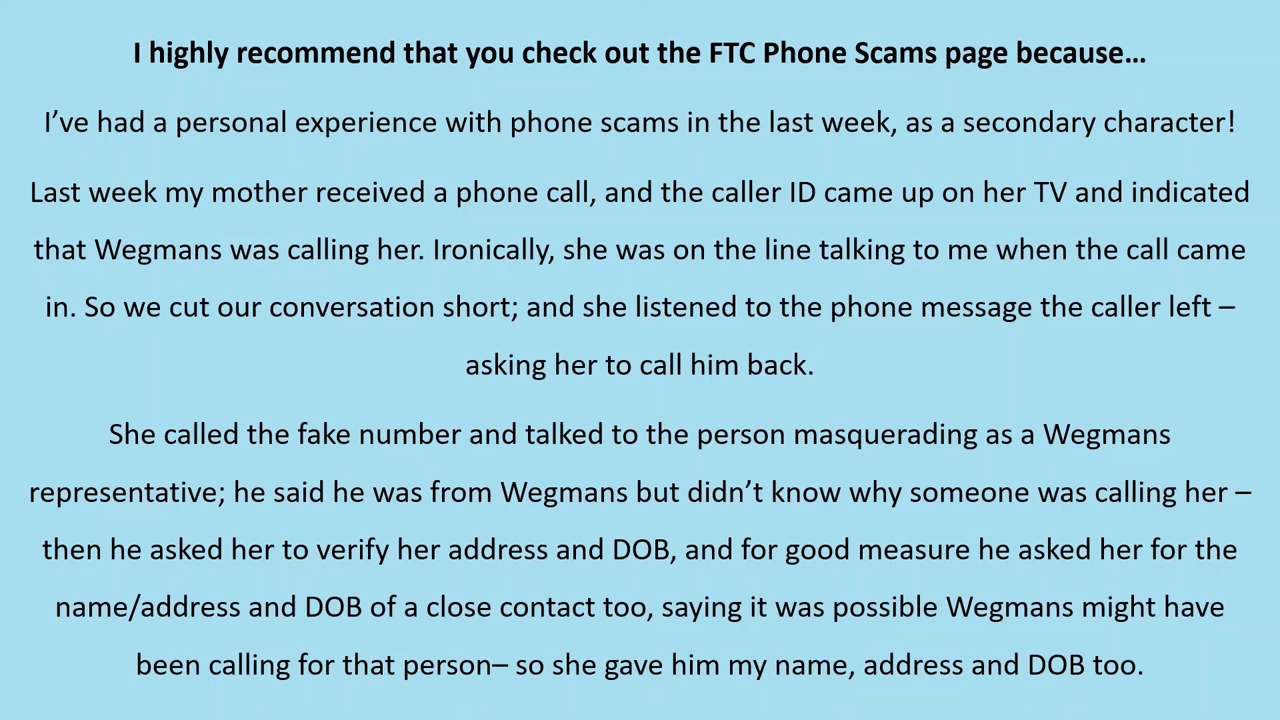 I highly recommend that you check out the FTC Phone Scams page because…
I’ve had a personal experience with phone scams in the last week, as a secondary character!
Last week my mother received a phone call, and the caller ID came up on her TV and indicated
that Wegmans was calling her. Ironically, she was on the line talking to me when the call came
in. So we cut our conversation short; and she listened to the phone message the caller left –
asking her to call him back.
She called the fake number and talked to the person masquerading as a Wegmans
representative; he said he was from Wegmans but didn’t know why someone was calling her –
then he asked her to verify her address and DOB, and for good measure he asked her for the
name/address and DOB of a close contact too, saying it was possible Wegmans might have
been calling for that person– so she gave him my name, address and DOB too.